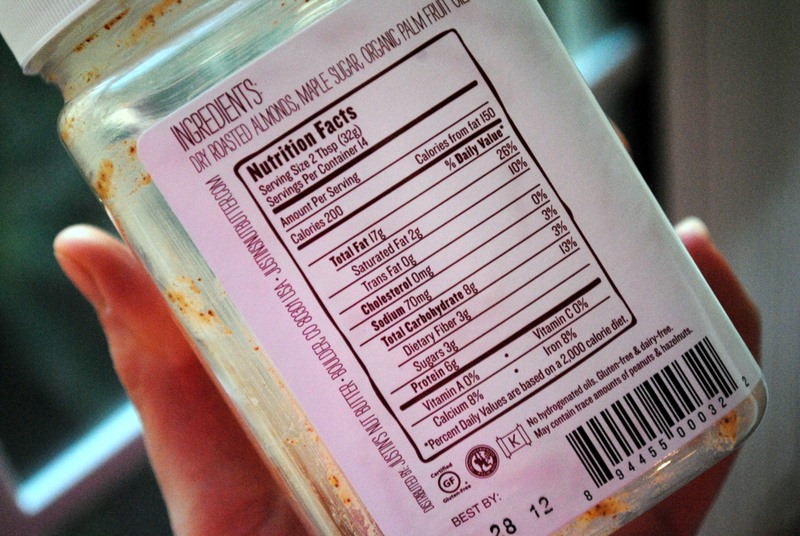 INGREDIENTS:
DRY ROASTED ALMONDS, MAPLE SUGAR, ORGANIC PALM FRUIT OIL
Nutrition Facts
Serving Size 2 Tbsp (32g)
Servings Per Container 14
Amount Per Serving
Calories 200 Calories from fat 150
% Daily Value*
Total Fat 17g 26%
Saturated Fat 2g 10%
Trans Fat 0g
Cholesterol 0mg 0%
Sodium 70mg 3%
Total Carbohydrate 8g 3%
Dietary Fiber 3g 13%
Sugars 3g
Protein 6g
Vitamin A 0% • Vitamin C 0%
Calcium 8% • Iron 8%
*Percent Daily Values are based on a 2,000 calorie diet.
DISTRIBUTED BY: JUSTIN'S NUT BUTTER • BOULDER, CO 80301 USA • JUSTINSNUTBUTTER.COM
Certified
GF
Gluten-Free
K
No hydrogenated oils. Gluten-free & dairy-free.
May contain trace amounts of peanuts & hazelnuts.
8 94455 00032 2
BEST BY:
28 12